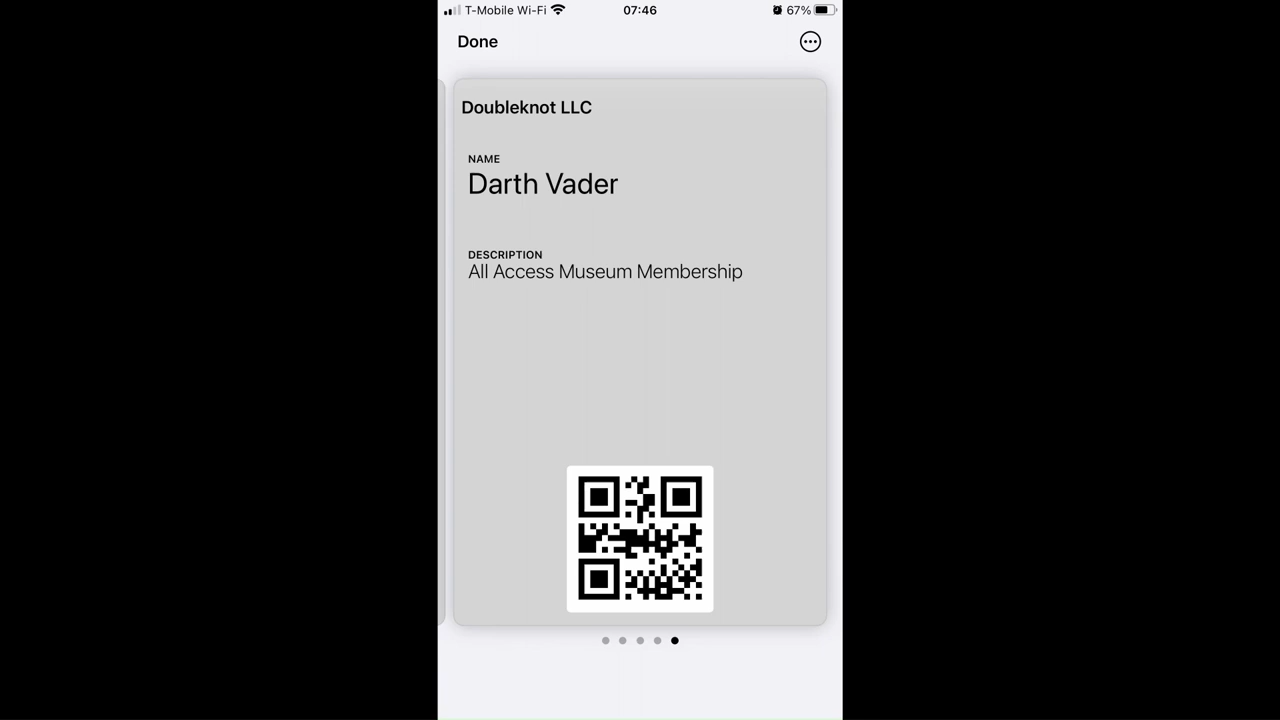 T-Mobile Wi-Fi 07:46 67%
Done
Doubleknot LLC
NAME
Darth Vader
DESCRIPTION
All Access Museum Membership